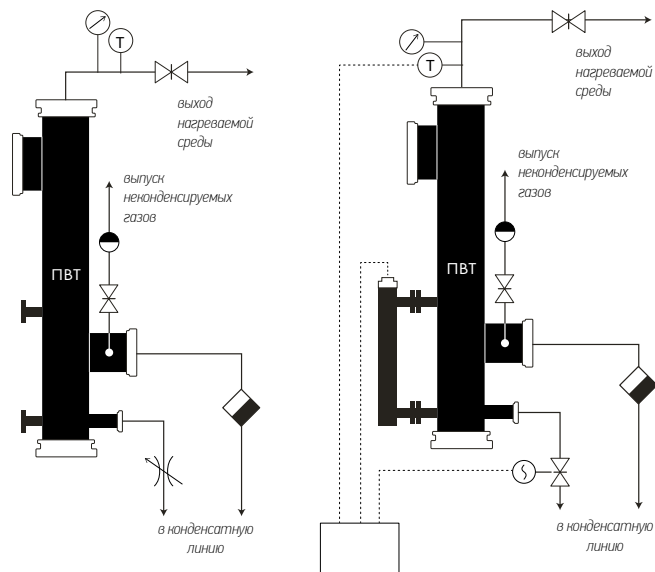 T
выход
нагреваемой
среды
выпуск
неконденсируемых
газов
ПВТ
в конденсатную
линию
T
выход
нагреваемой
среды
выпуск
неконденсируемых
газов
ПВТ
в конденсатную
линию